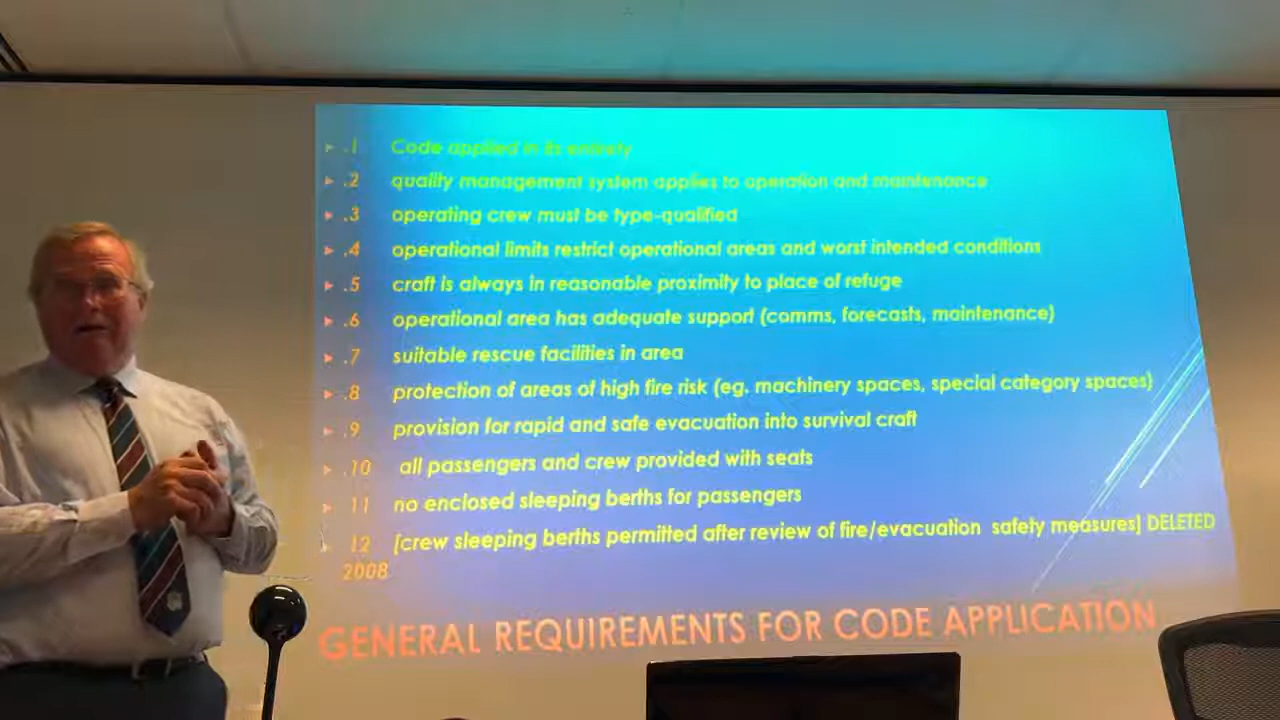 .1 Code applied in its entirety
.2 quality management system applies to operation and maintenance
.3 operating crew must be type-qualified
.4 operational limits restrict operational areas and worst intended conditions
.5 craft is always in reasonable proximity to place of refuge
.6 operational area has adequate support (comms, forecasts, maintenance)
.7 suitable rescue facilities in area
.8 protection of areas of high fire risk (eg. machinery spaces, special category spaces)
.9 provision for rapid and safe evacuation into survival craft
.10 all passengers and crew provided with seats
11 no enclosed sleeping berths for passengers
12 [crew sleeping berths permitted after review of fire/evacuation safety measures] DELETED
2008
GENERAL REQUIREMENTS FOR CODE APPLICATION